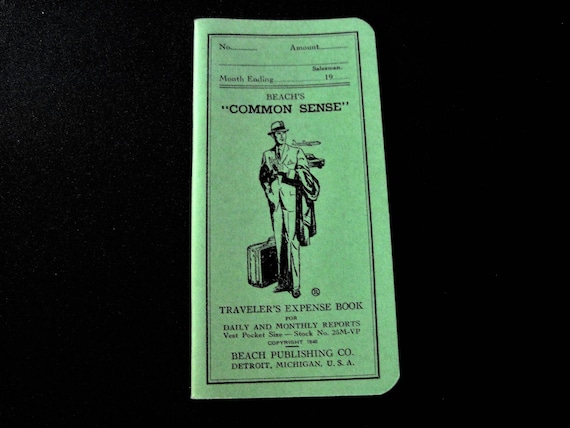 No. Amount
Salesman.
Month Ending 19
BEACH'S
"COMMON SENSE"
TRAVELER'S EXPENSE BOOK
FOR
DAILY AND MONTHLY REPORTS
Vest Pocket Size — Stock No. 25M-VP
COPYRIGHT
BEACH PUBLISHING CO.
DETROIT, MICHIGAN, U. S. A.